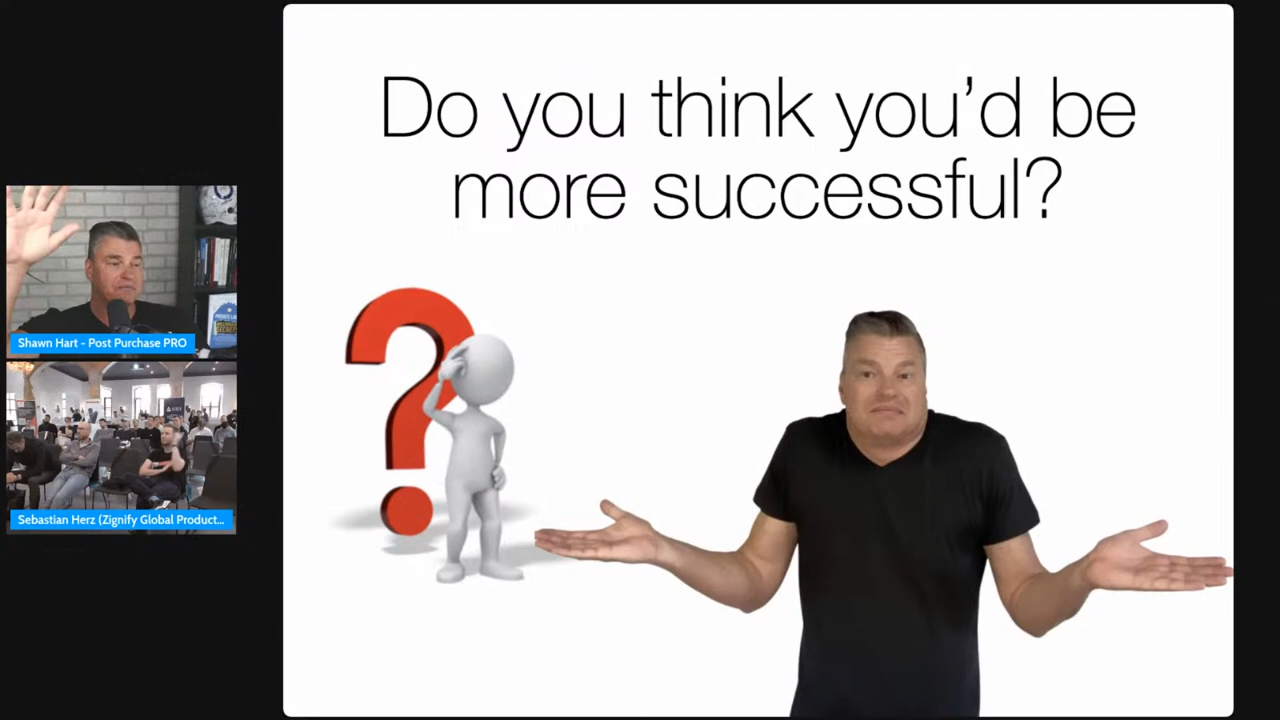 Do you think you’d be
more successful?
Shawn Hart - Post Purchase PRO
Sebastian Herz (Zignify Global Product...